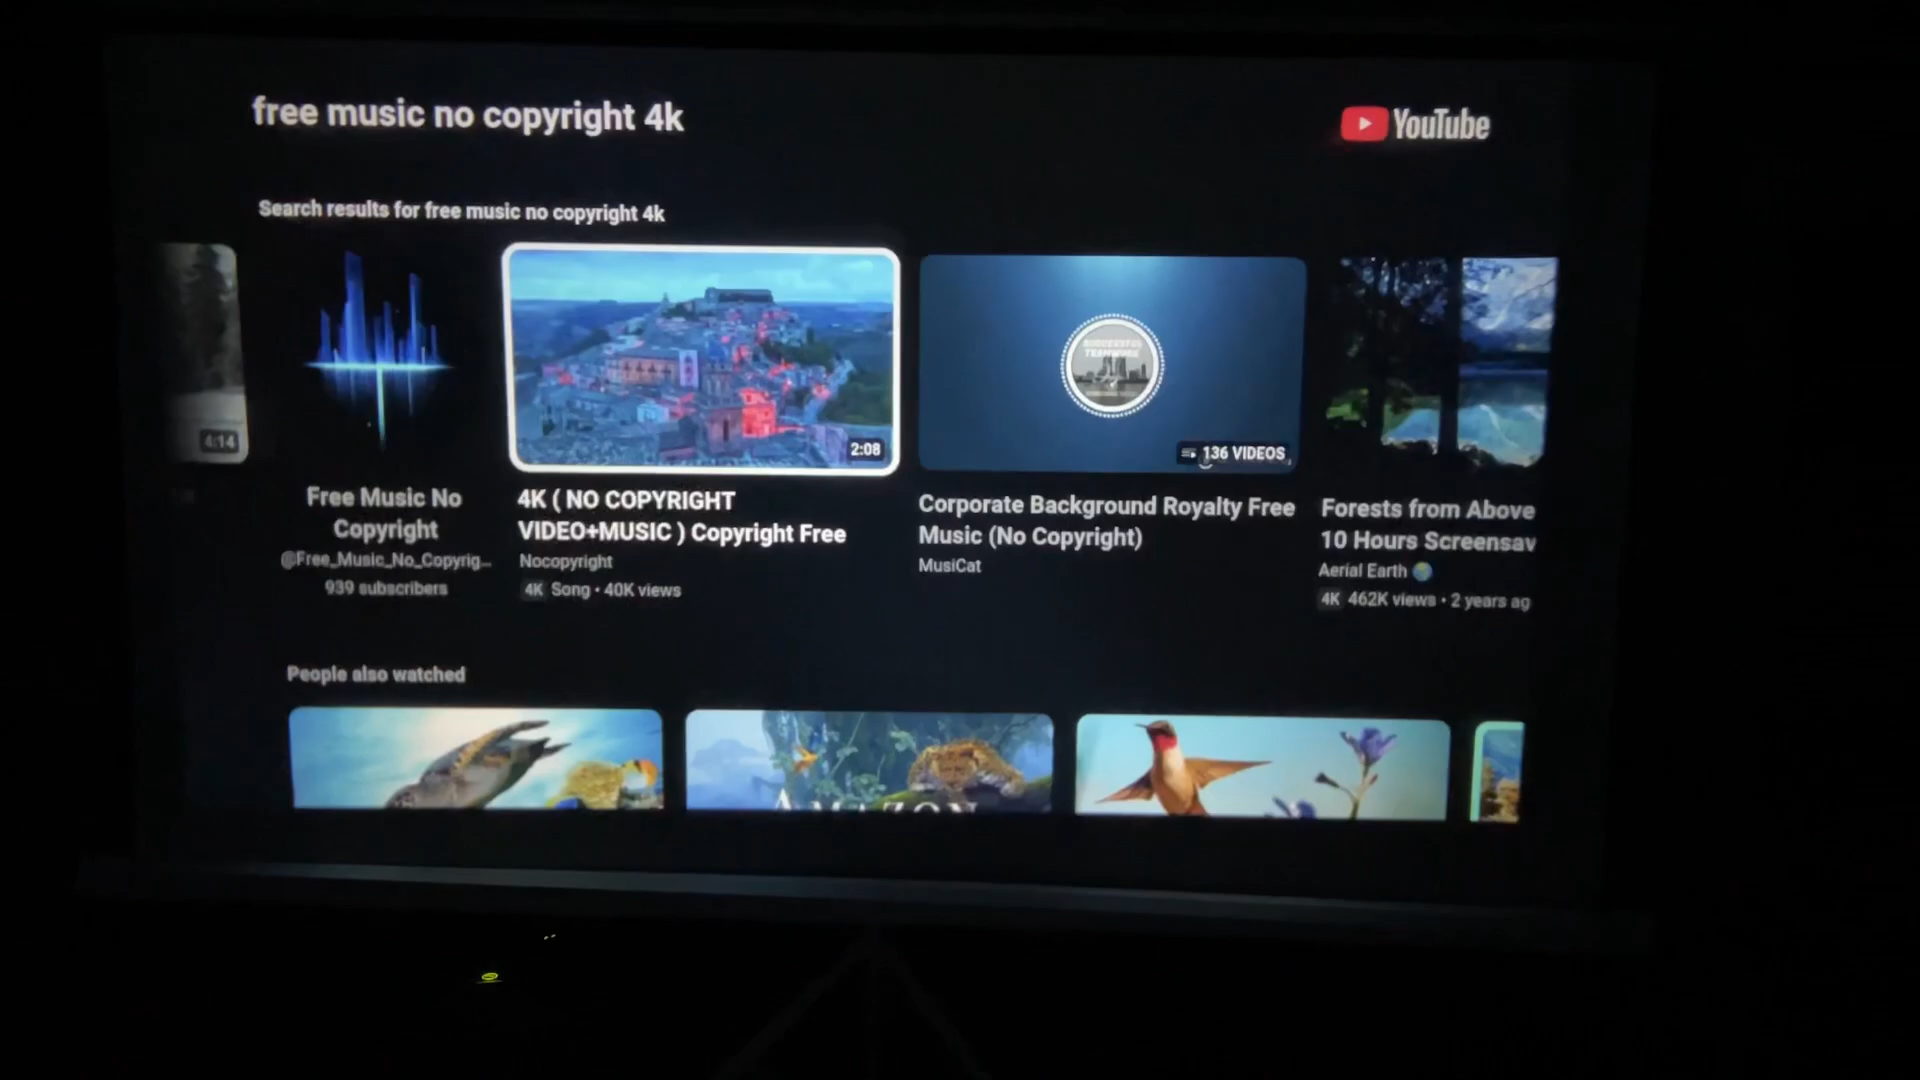 free music no copyright 4k
YouTube
Search results for free music no copyright 4k
4:14
Free Music No
Copyright
@Free_Music_No_Copyrig...
939 subscribers
2:08
4K ( NO COPYRIGHT
VIDEO+MUSIC ) Copyright Free
Nocopyright
4K Song • 40K views
SUCCESSFUL
TEAMWORK
136 VIDEOS
Corporate Background Royalty Free
Music (No Copyright)
MusiCat
Forests from Above
10 Hours Screensav
Aerial Earth
4K 462K views • 2 years ag
People also watched
AMAZON